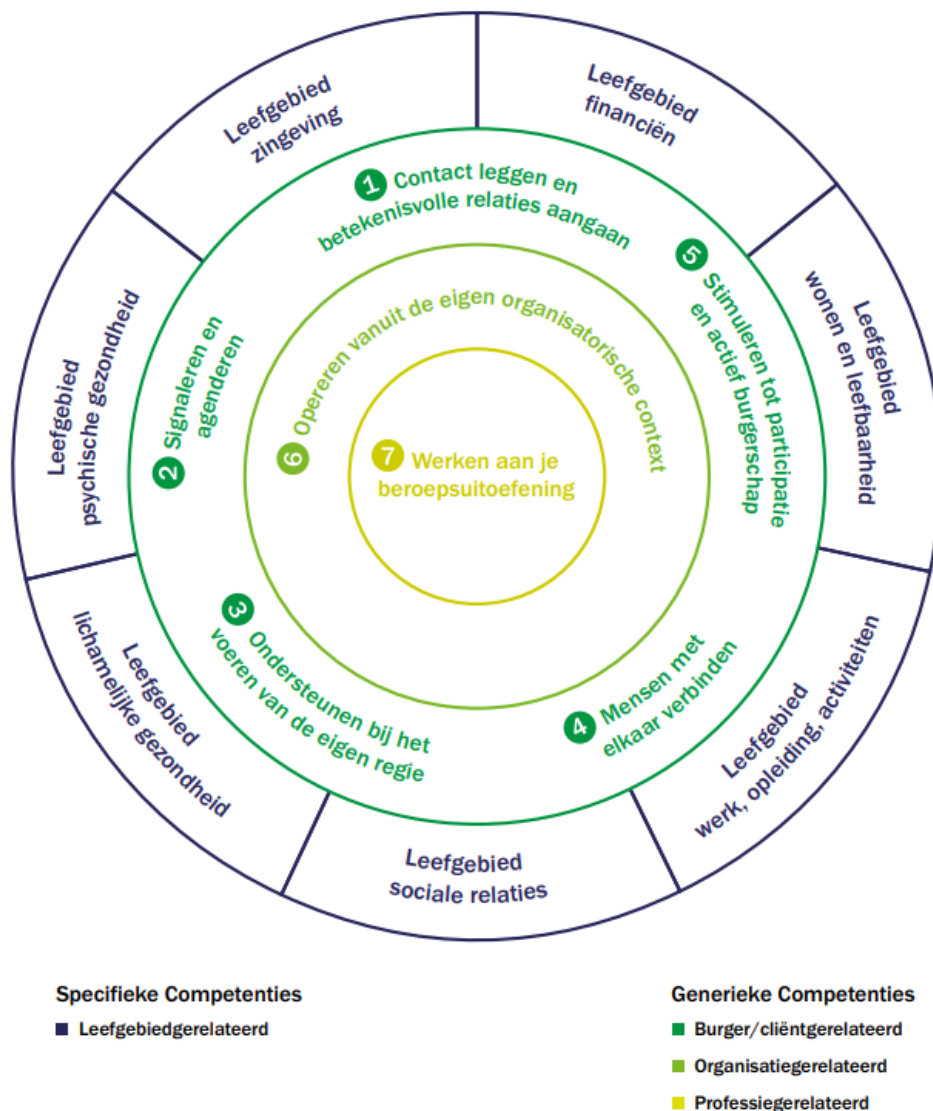 Leefgebied
zingeving
Leefgebied
financiën
1 Contact leggen en
betekenisvolle relaties aangaan
5 Stimuleren tot participatie
en actief burgerschap
Leefgebied
wonen en leefbaarheid
Leefgebied
psychische gezondheid
2 Signaleren en
agenderen
6 Opereren vanuit de eigen organisatorische context
7 Werken aan je
beroepsuitoefening
3 Ondersteunen bij het
voeren van de eigen regie
4 Mensen met
elkaar verbinden
Leefgebied
lichamelijke gezondheid
Leefgebied
werk, opleiding, activiteiten
Leefgebied
sociale relaties
Specifieke Competenties
Leefgebiedgerelateerd
Generieke Competenties
Burger/cliëntgerelateerd
Organisatiegerelateerd
Professiegerelateerd